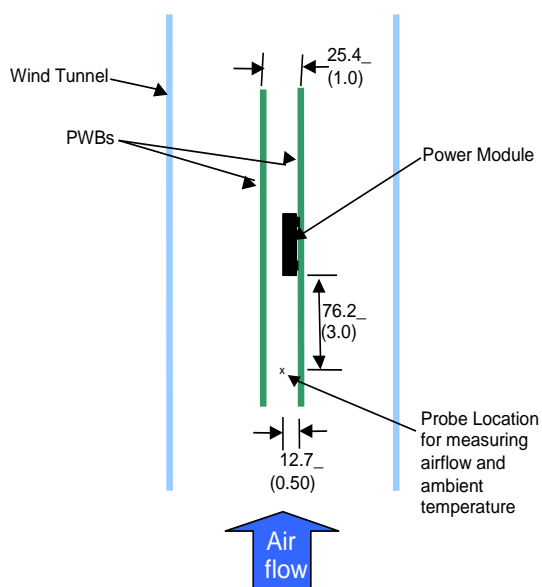 25.4_
(1.0)
Wind Tunnel
PWBs
Power Module
76.2_
(3.0)
x
Probe Location
for measuring
airflow and
ambient
temperature
12.7_
(0.50)
Air
flow